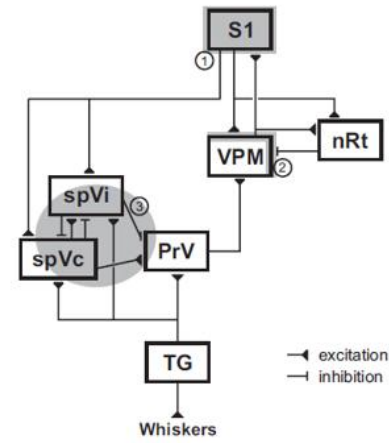 S1
1
nRt
VPM
2
spVi
3
PrV
spVc
TG
excitation
inhibition
Whiskers